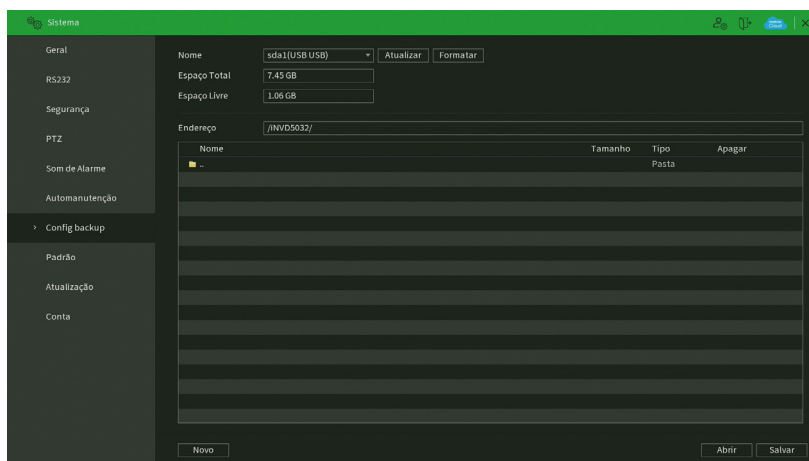 Sistema
Cloud
Geral
RS232
Segurança
PTZ
Som de Alarme
Automanutenção
Config backup
Padrão
Atualização
Conta
Nome sda1(USB USB) Atualizar Formatar
Espaço Total 7.45 GB
Espaço Livre 1.06 GB
Endereço /INVD5032/
Nome Tamanho Tipo Apagar
.. Pasta
Novo Abrir Salvar